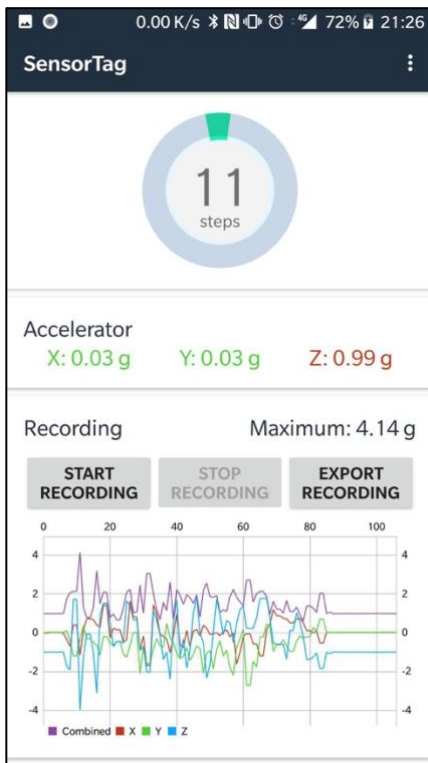 0.00 K/s 4G 72% 21:26
SensorTag
11
steps
Accelerator
X: 0.03 g Y: 0.03 g Z: 0.99 g
Recording Maximum: 4.14 g
START RECORDING STOP RECORDING EXPORT RECORDING
0 20 40 60 80 100
4 4
2 2
0 0
-2 -2
-4 -4
Combined X Y Z